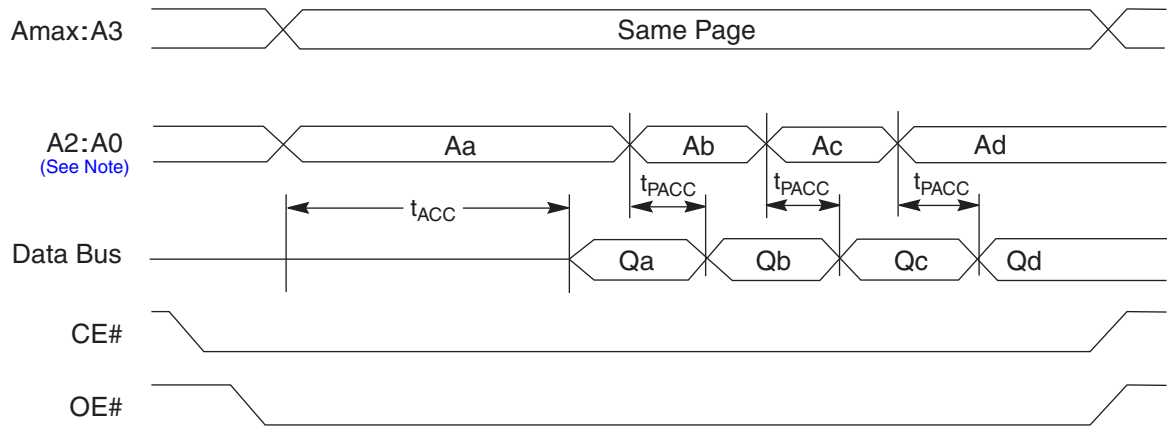 Amax:A3
Same Page
A2:A0
(See Note)
Aa
Ab
Ac
Ad
tACC
tPACC
tPACC
tPACC
Data Bus
Qa
Qb
Qc
Qd
CE#
OE#